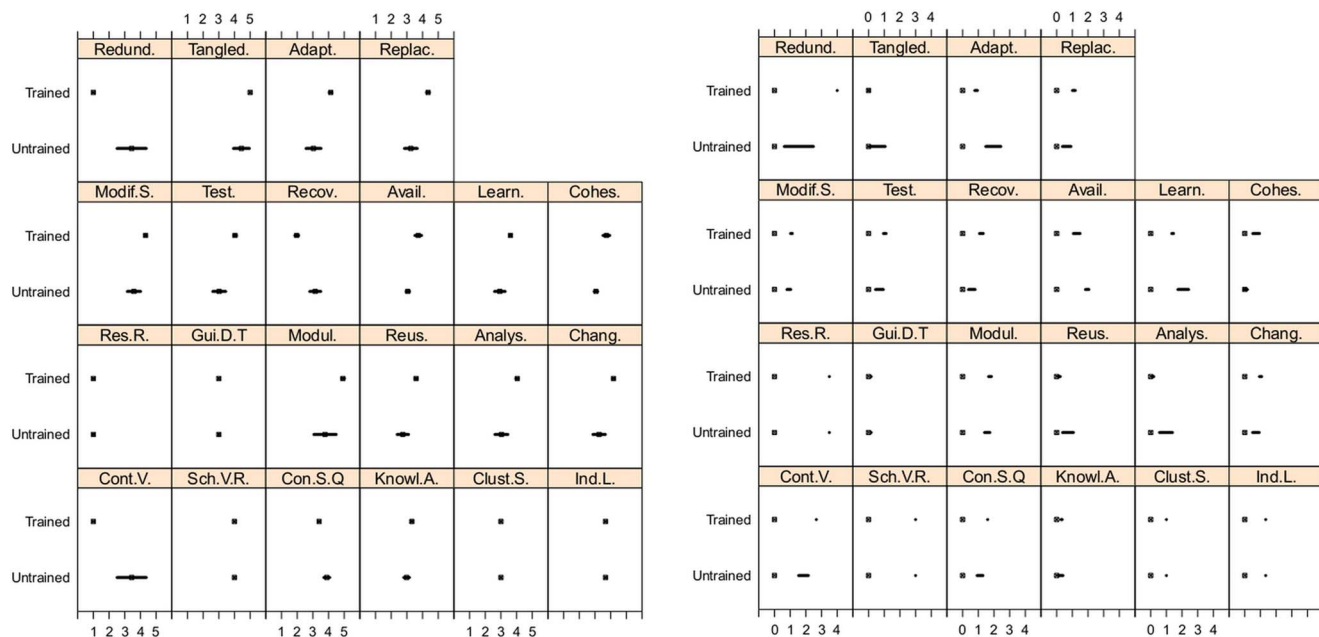 1 2 3 4 5 1 2 3 4 5
Redund. Tangled. Adapt. Replac.
Trained
Untrained
Modif.S. Test. Recov. Avail. Learn. Cohes.
Trained
Untrained
Res.R. Gui.D.T Modul. Reus. Analys. Chang.
Trained
Untrained
Cont.V. Sch.V.R. Con.S.Q Knowl.A. Clust.S. Ind.L.
Trained
Untrained
1 2 3 4 5 1 2 3 4 5 1 2 3 4 5
0 1 2 3 4 0 1 2 3 4
Redund. Tangled. Adapt. Replac.
Trained
Untrained
Modif.S. Test. Recov. Avail. Learn. Cohes.
Trained
Untrained
Res.R. Gui.D.T Modul. Reus. Analys. Chang.
Trained
Untrained
Cont.V. Sch.V.R. Con.S.Q Knowl.A. Clust.S. Ind.L.
Trained
Untrained
0 1 2 3 4 0 1 2 3 4 0 1 2 3 4